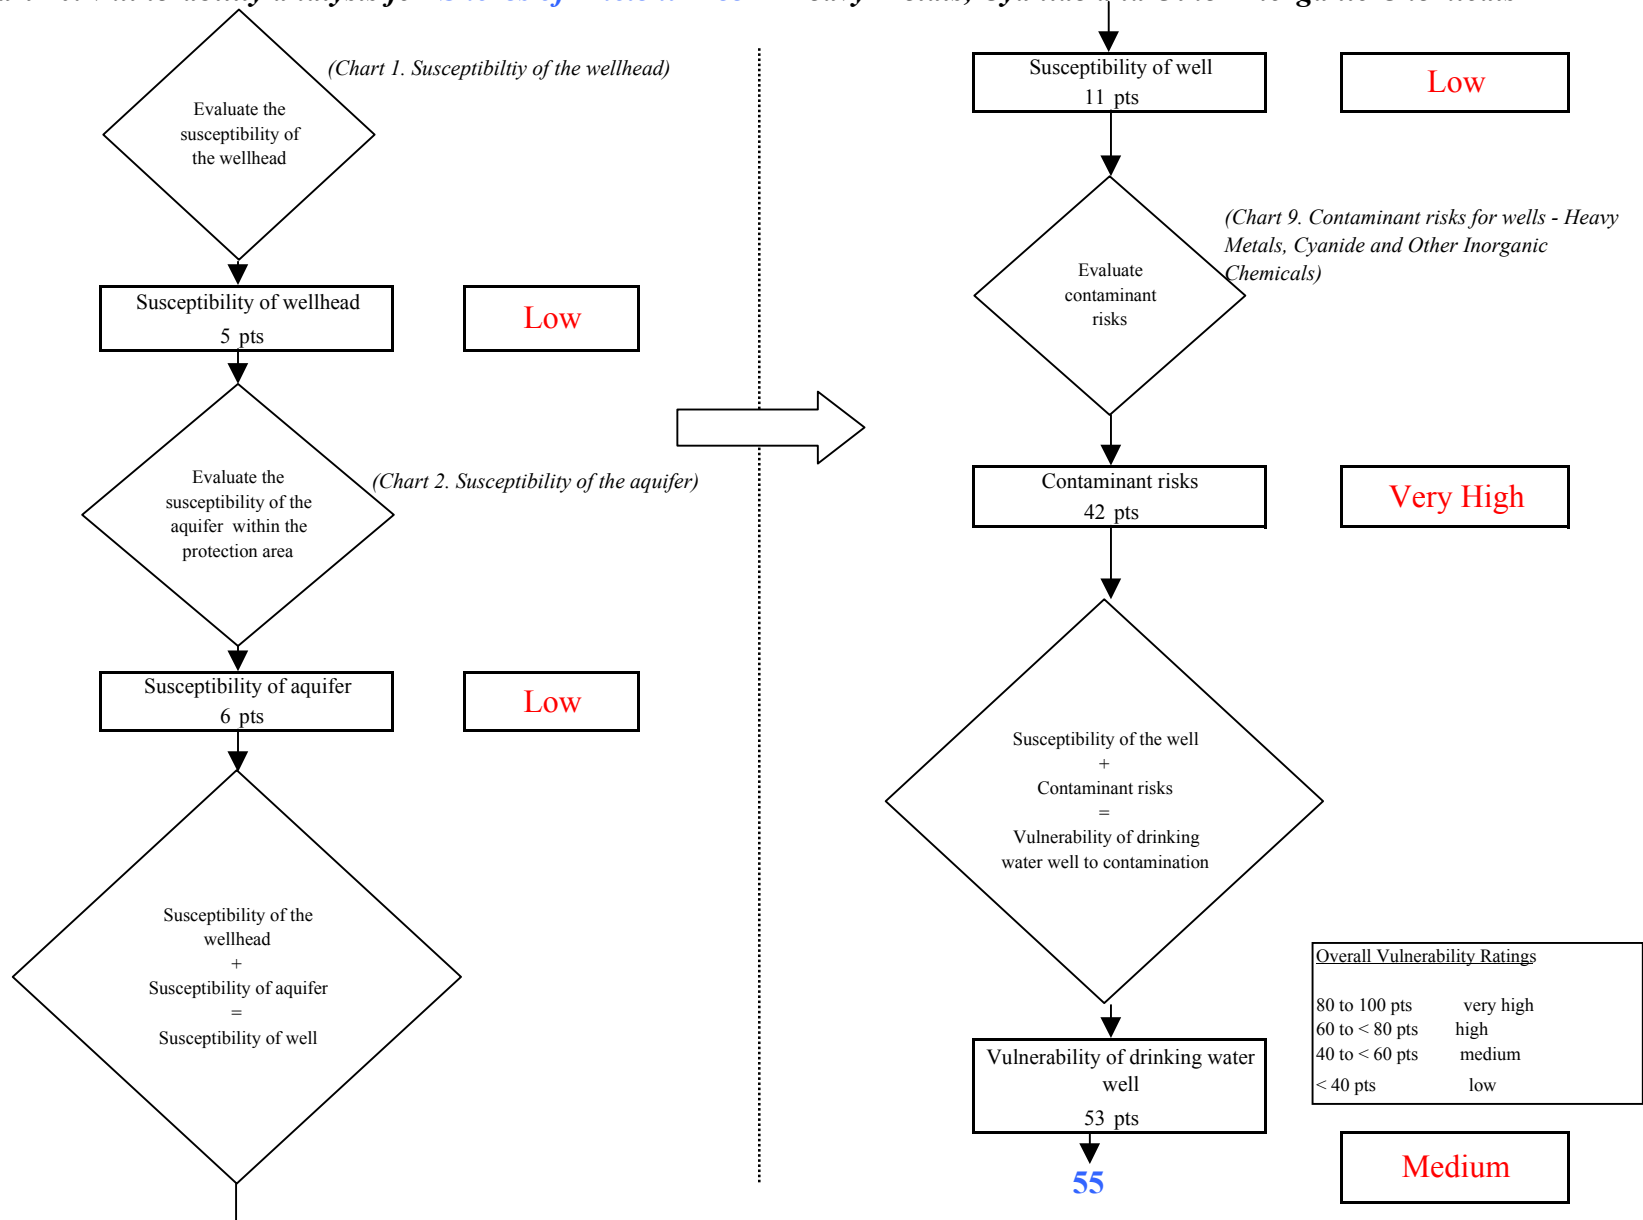 (Chart 1. Susceptibiltiy of the wellhead)
Evaluate the
susceptibility of
the wellhead
Susceptibility of wellhead
5 pts
Low
Evaluate the
susceptibility of the
aquifer within the
protection area
(Chart 2. Susceptibility of the aquifer)
Susceptibility of aquifer
6 pts
Low
Susceptibility of the
wellhead
+
Susceptibility of aquifer
=
Susceptibility of well
Susceptibility of well
11 pts
Low
Evaluate
contaminant
risks
(Chart 9. Contaminant risks for wells - Heavy
Metals, Cyanide and Other Inorganic
Chemicals)
Contaminant risks
42 pts
Very High
Susceptibility of the well
+
Contaminant risks
=
Vulnerability of drinking
water well to contamination
Overall Vulnerability Ratings
80 to 100 pts very high
60 to < 80 pts high
40 to < 60 pts medium
< 40 pts low
Vulnerability of drinking water
well
53 pts
55
Medium